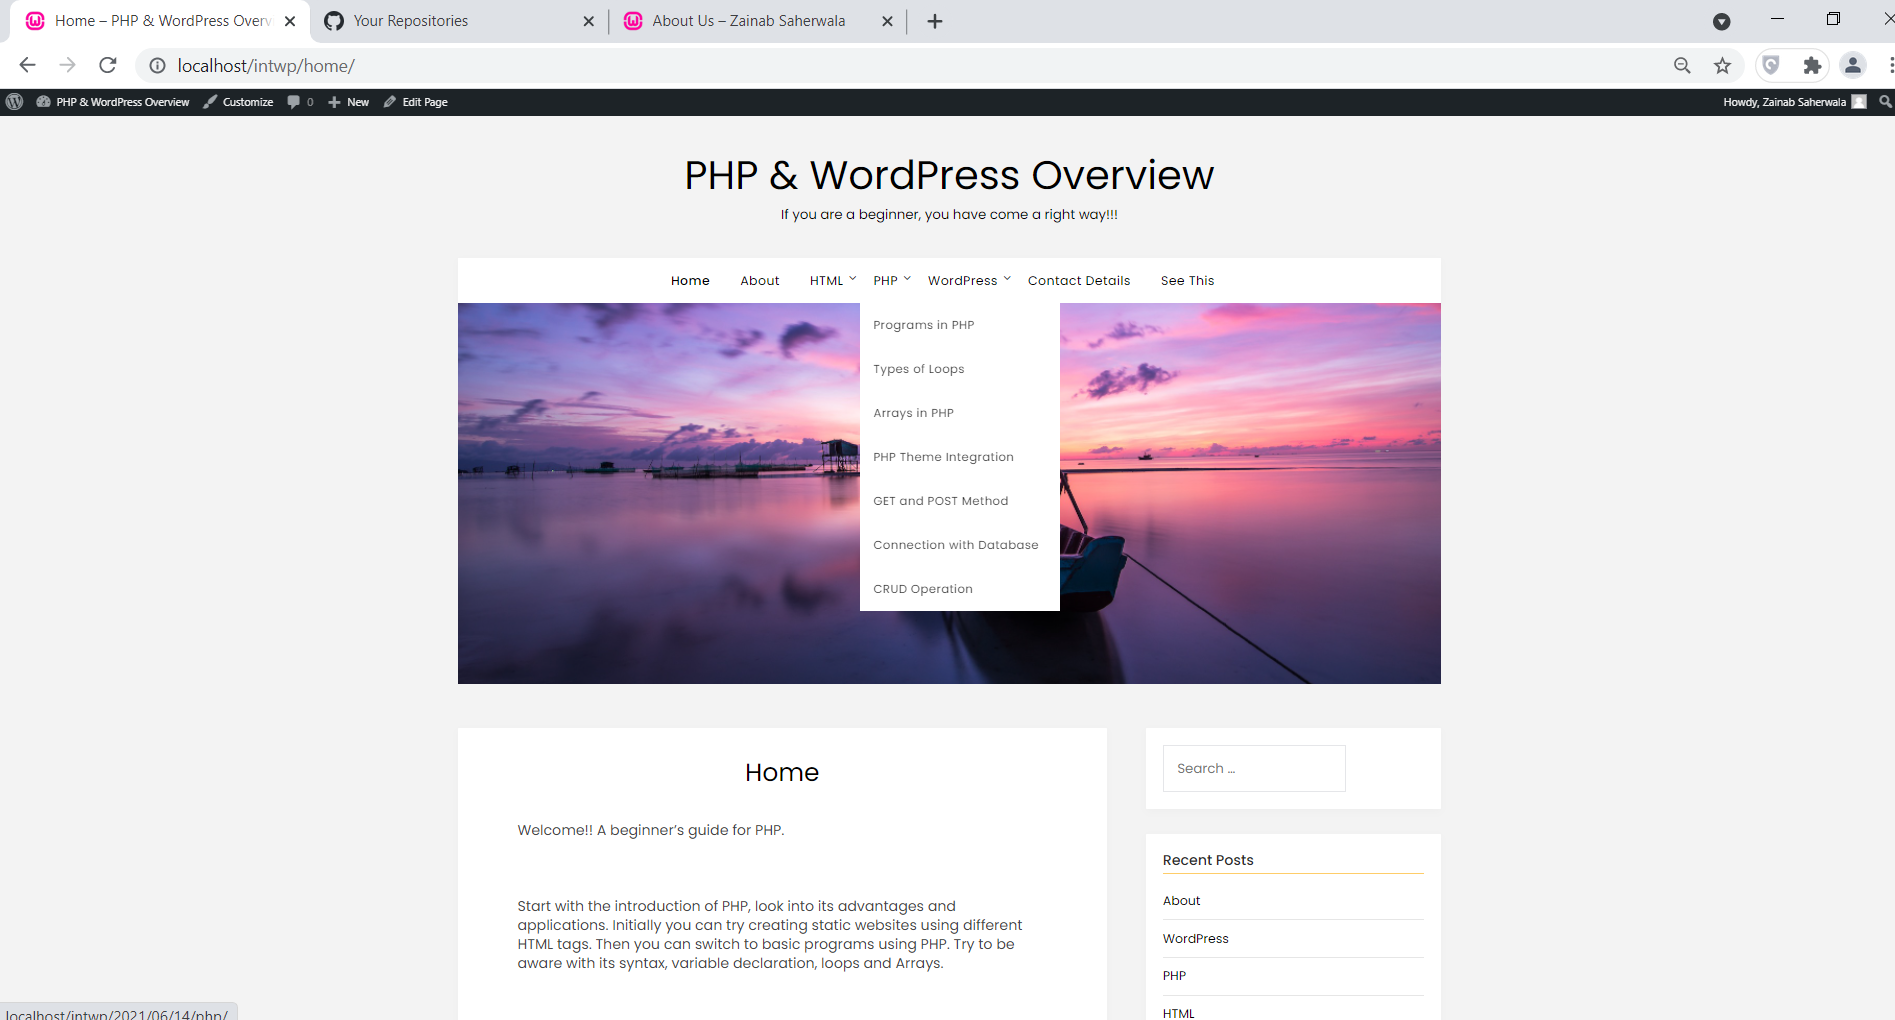 Home – PHP & WordPress Overv
Your Repositories
About Us – Zainab Saherwala
localhost/intwp/home/
PHP & WordPress Overview
Customize
0
New
Edit Page
Howdy, Zainab Saherwala
PHP & WordPress Overview
If you are a beginner, you have come a right way!!!
Home About HTML PHP WordPress Contact Details See This
Programs in PHP
Types of Loops
Arrays in PHP
PHP Theme Integration
GET and POST Method
Connection with Database
CRUD Operation
Home
Welcome!! A beginner’s guide for PHP.
Start with the introduction of PHP, look into its advantages and
applications. Initially you can try creating static websites using different
HTML tags. Then you can switch to basic programs using PHP. Try to be
aware with its syntax, variable declaration, loops and Arrays.
Search …
Recent Posts
About
WordPress
PHP
HTML
localhost/intwp/2021/06/14/php/